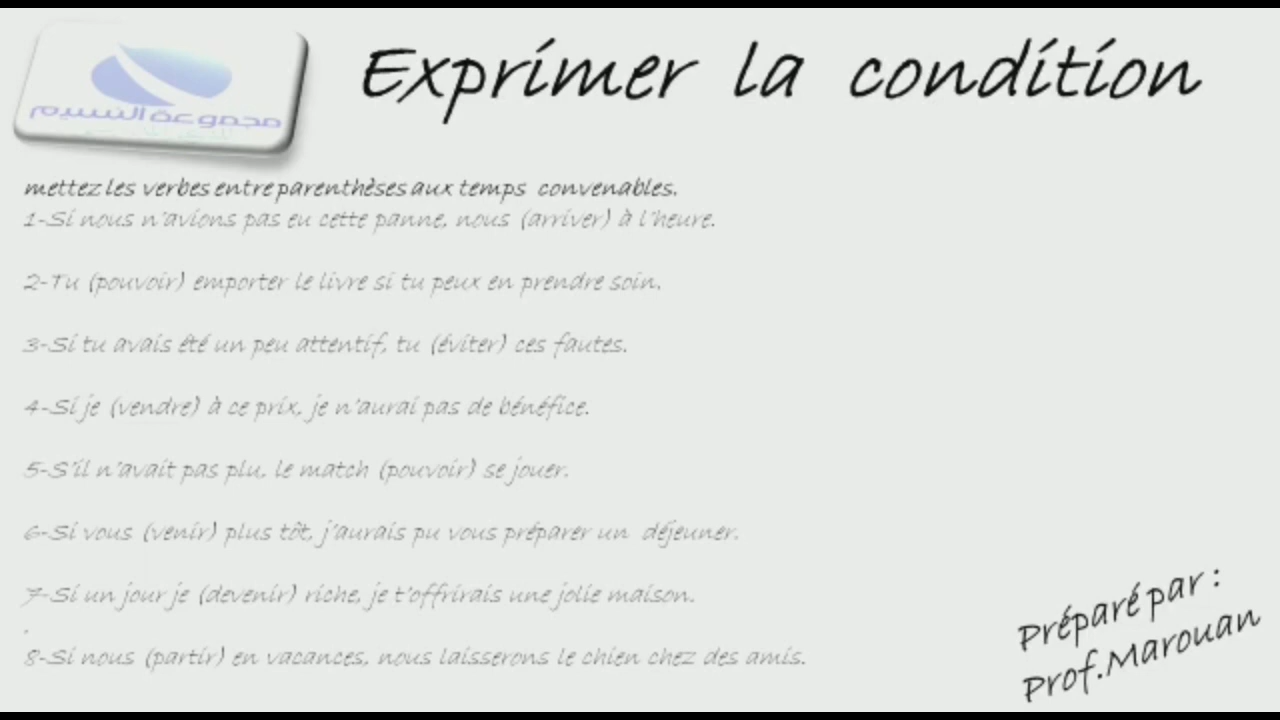 Exprimer la condition
مجموعة النسيم
mettez les verbes entre parenthèses aux temps convenables.
1-Si nous n'avions pas eu cette panne, nous (arriver) à l'heure.
2-Tu (pouvoir) emporter le livre si tu peux en prendre soin.
3-Si tu avais été un peu attentif, tu (éviter) ces fautes.
4-Si je (vendre) à ce prix, je n'aurai pas de bénéfice.
5-S'il n'avait pas plu, le match (pouvoir) se jouer.
6-Si vous (venir) plus tôt, j'aurais pu vous préparer un déjeuner.
7-Si un jour je (devenir) riche, je t'offrirais une jolie maison.
.
8-Si nous (partir) en vacances, nous laisserons le chien chez des amis.
Préparé par :
Prof.Marouan